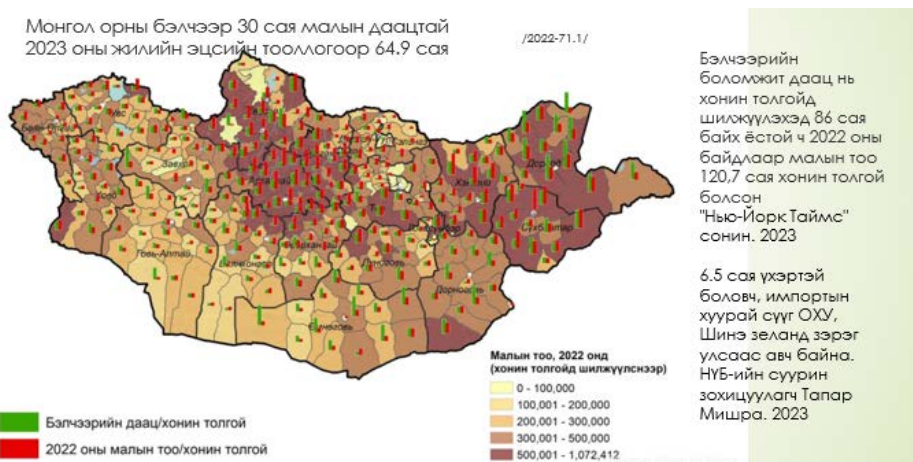 Монгол орны бэлчээр 30 сая малын даацтай
2023 оны жилийн эцсийн тооллогоор 64.9 сая
/2022-71.1/
Бэлчээрийн
боломжит даац нь
хонин толгойд
шилжүүлэхэд 86 сая
байх ёстой ч 2022 оны
байдлаар малын тоо
120,7 сая хонин толгой
болсон
"Нью-Йорк Таймс"
сонин. 2023
6.5 сая үхэртэй
боловч, импортын
хуурай сүүг ОХУ,
Шинэ зеланд зэрэг
улсаас авч байна.
НҮБ-ийн суурин
зохицуулагч Тапар
Мишра. 2023
Увс
Завхан
Говь-Алтай
Дорнод
Сүхбаатар
Дорноговь
Өмнөговь
Малын тоо, 2022 онд
(хонин толгойд шилжүүлснээр)
0 - 100,000
100,001 - 200,000
200,001 - 300,000
300,001 - 500,000
500,001 - 1,072,412
Бэлчээрийн даац/хонин толгой
2022 оны малын тоо/хонин толгой